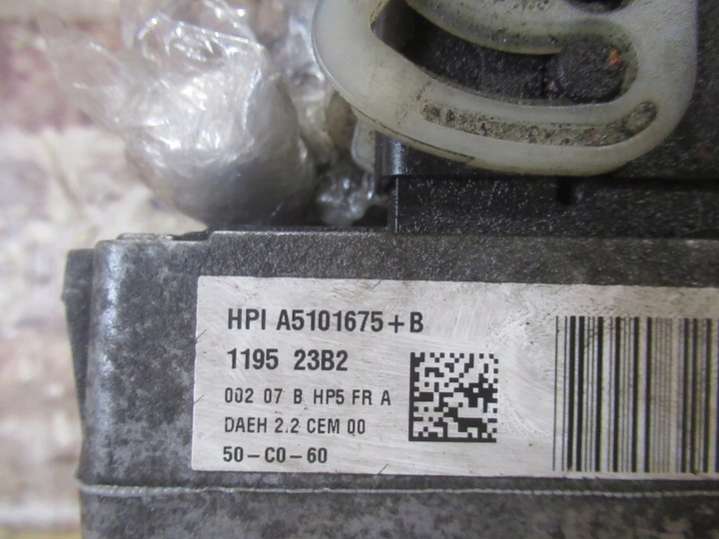 HPI A5101675+B
1195 23B2
002 07 B HP5 FR A
DAEH 2.2 CEM 00
50-C0-60